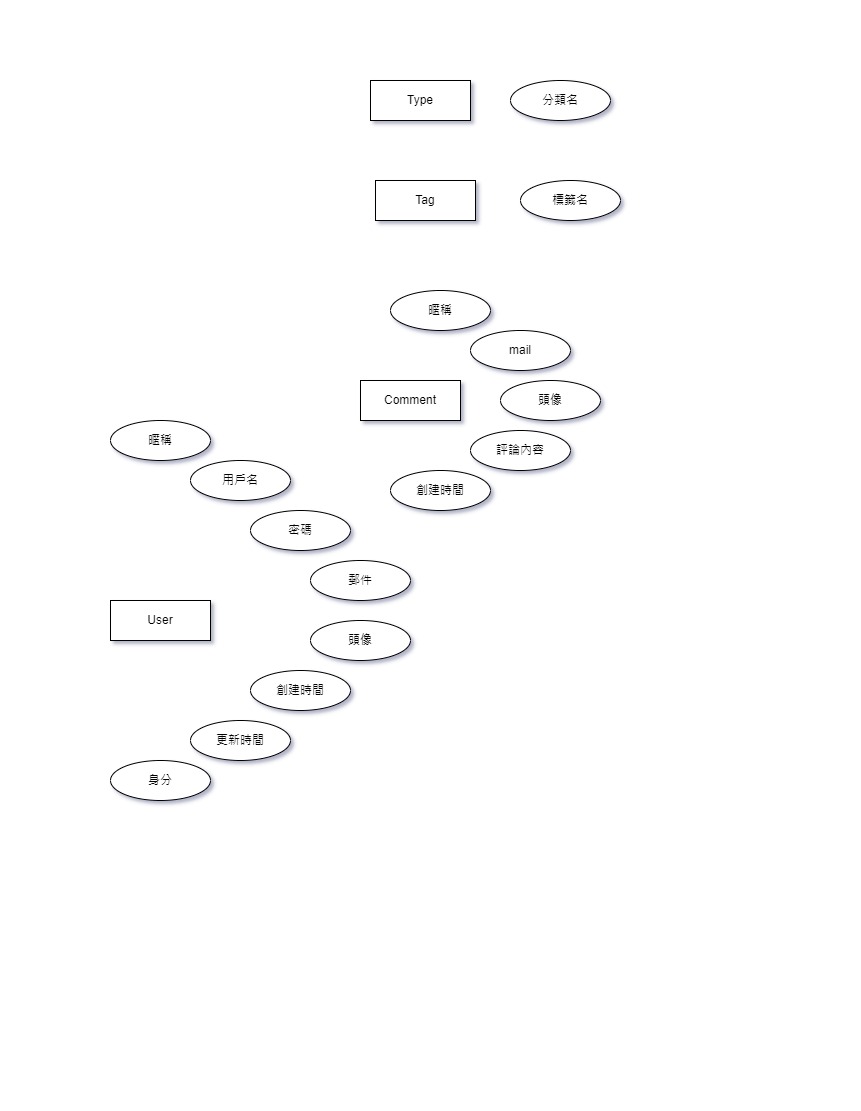 Type
分類名
Tag
標籤名
暱稱
mail
Comment
頭像
評論內容
創建時間
暱稱
用戶名
密碼
郵件
User
頭像
創建時間
更新時間
身分